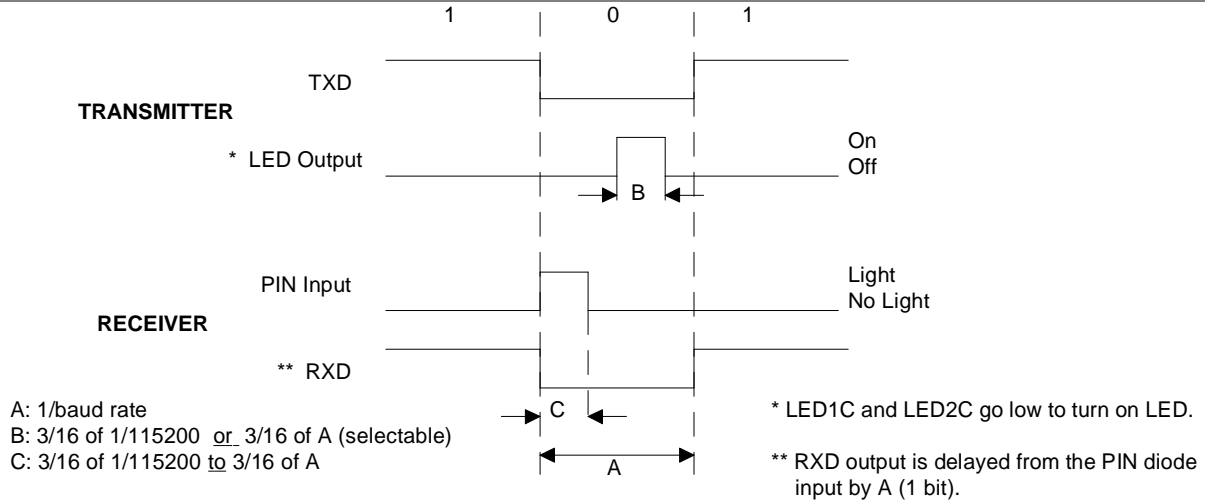 1 0 1
TXD
TRANSMITTER
* LED Output
On
Off
B
PIN Input
Light
No Light
RECEIVER
** RXD
C
A
A: 1/baud rate
B: 3/16 of 1/115200 or 3/16 of A (selectable)
C: 3/16 of 1/115200 to 3/16 of A
* LED1C and LED2C go low to turn on LED.
** RXD output is delayed from the PIN diode
input by A (1 bit).